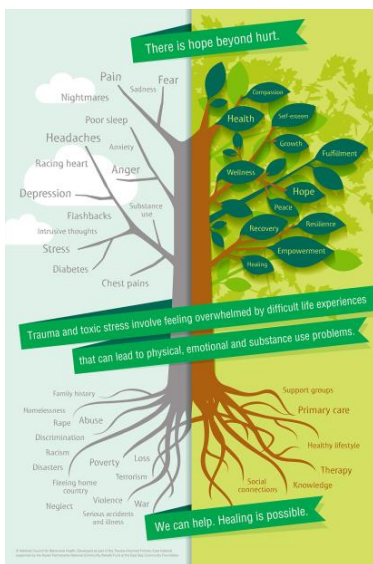 There is hope beyond hurt.
Pain
Sadness
Fear
Nightmares
Poor sleep
Headaches
Anxiety
Racing heart
Anger
Depression
Substance
use
Flashbacks
Intrusive thoughts
Stress
Diabetes
Chest pains
Compassion
Health
Self-esteem
Growth
Fulfillment
Wellness
Hope
Peace
Recovery
Resilience
Empowerment
Healing
Trauma and toxic stress involve feeling overwhelmed by difficult life experiences
that can lead to physical, emotional and substance use problems.
Family history
Homelessness
Rape
Abuse
Discrimination
Racism
Disasters
Poverty
Loss
Terrorism
Fleeing home
country
Neglect
Violence
War
Serious accidents
and illness
Support groups
Primary care
Healthy lifestyle
Therapy
Social
connections
Knowledge
We can help. Healing is possible.